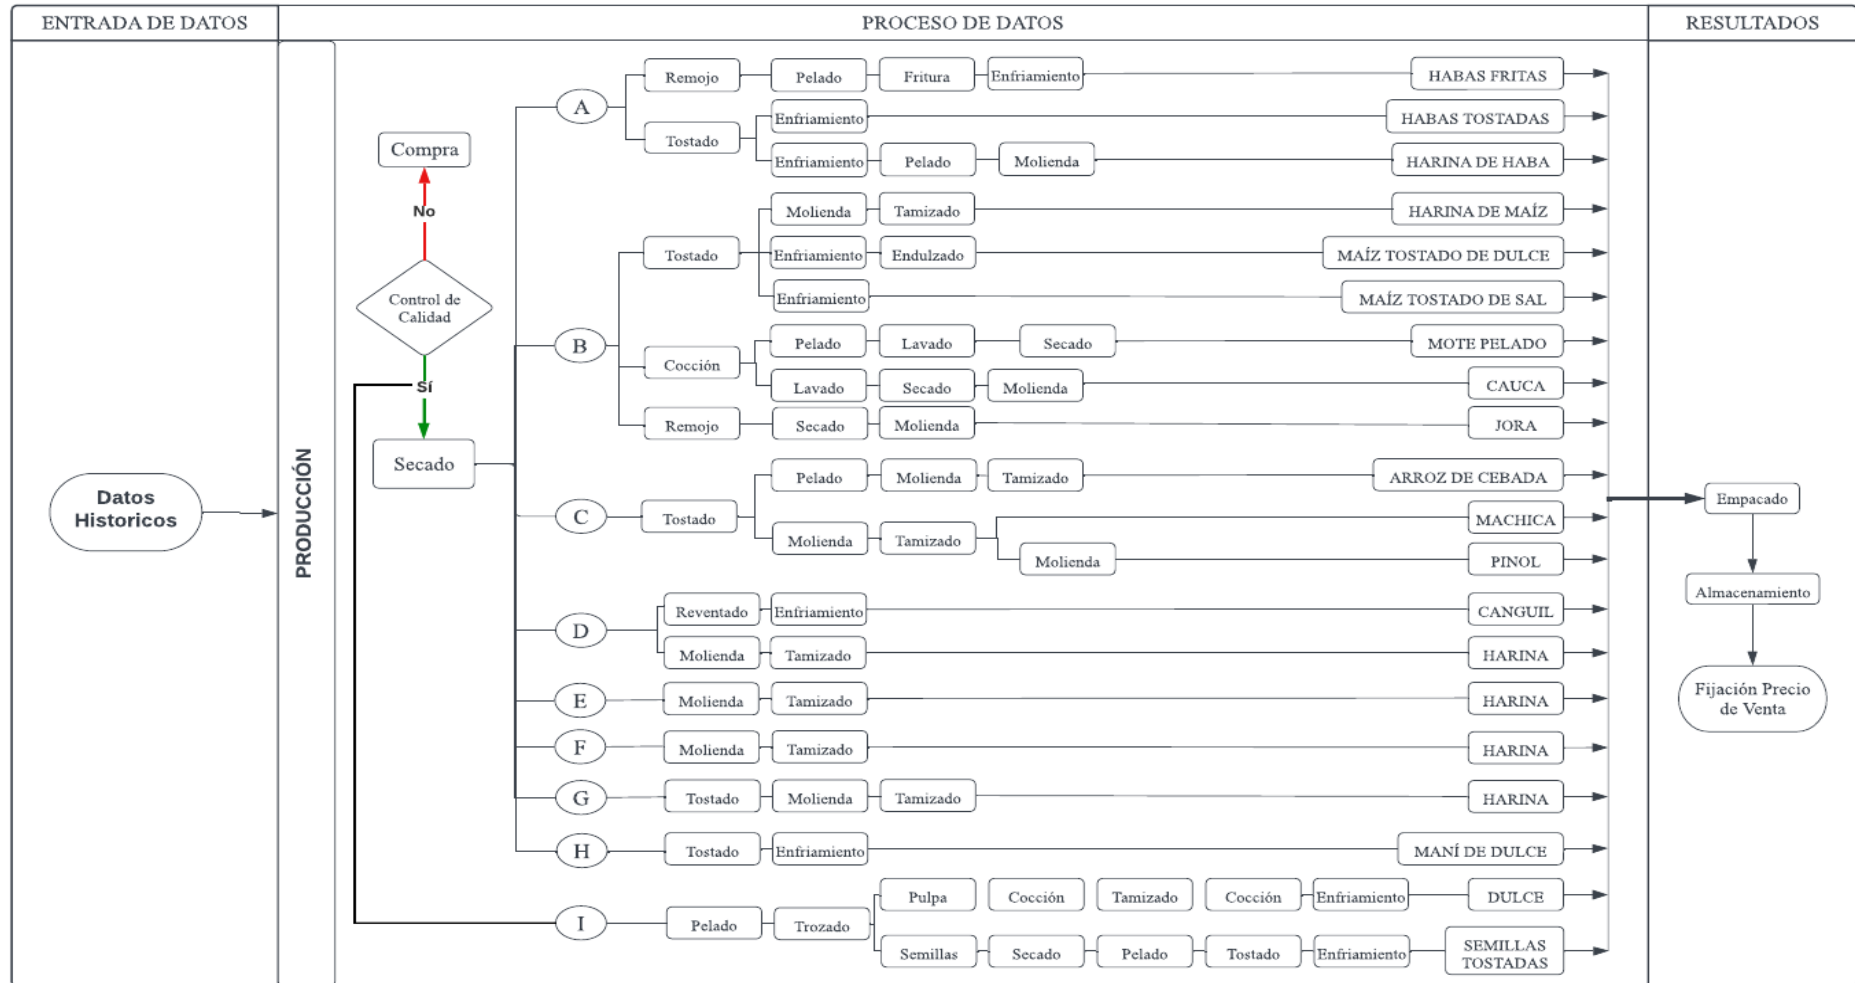 ENTRADA DE DATOS
PROCESO DE DATOS
RESULTADOS
Datos
Historicos
PRODUCCIÓN
Compra
No
Control de
Calidad
Sí
Secado
A
Remojo
Pelado
Fritura
Enfriamiento
HABAS FRITAS
Tostado
Enfriamiento
HABAS TOSTADAS
Enfriamiento
Pelado
Molienda
HARINA DE HABA
B
Tostado
Molienda
Tamizado
HARINA DE MAÍZ
Enfriamiento
Endulzado
MAÍZ TOSTADO DE DULCE
Enfriamiento
MAÍZ TOSTADO DE SAL
Cocción
Pelado
Lavado
Secado
MOTE PELADO
Lavado
Secado
Molienda
CAUCA
Remojo
Secado
Molienda
JORA
C
Tostado
Pelado
Molienda
Tamizado
ARROZ DE CEBADA
Molienda
Tamizado
MACHICA
Molienda
PINOL
D
Reventado
Enfriamiento
CANGUIL
Molienda
Tamizado
HARINA
E
Molienda
Tamizado
HARINA
F
Molienda
Tamizado
HARINA
G
Tostado
Molienda
Tamizado
HARINA
H
Tostado
Enfriamiento
MANÍ DE DULCE
I
Pelado
Trozado
Pulpa
Cocción
Tamizado
Cocción
Enfriamiento
DULCE
Semillas
Secado
Pelado
Tostado
Enfriamiento
SEMILLAS
TOSTADAS
Empacado
Almacenamiento
Fijación Precio
de Venta